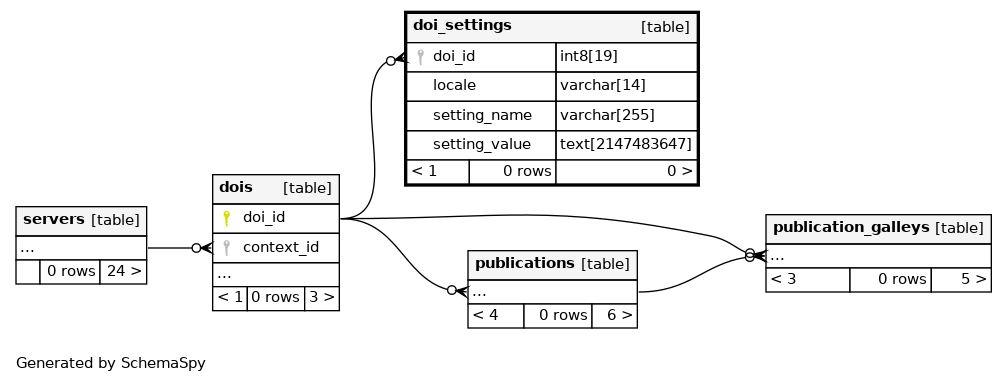 doi_settings [table]
doi_id int8[19]
locale varchar[14]
setting_name varchar[255]
setting_value text[2147483647]
< 1 0 rows 0 >
dois [table]
doi_id
context_id
...
< 1 0 rows 3 >
servers [table]
...
0 rows 24 >
publications [table]
...
< 4 0 rows 6 >
publication_galleys [table]
...
< 3 0 rows 5 >
Generated by SchemaSpy